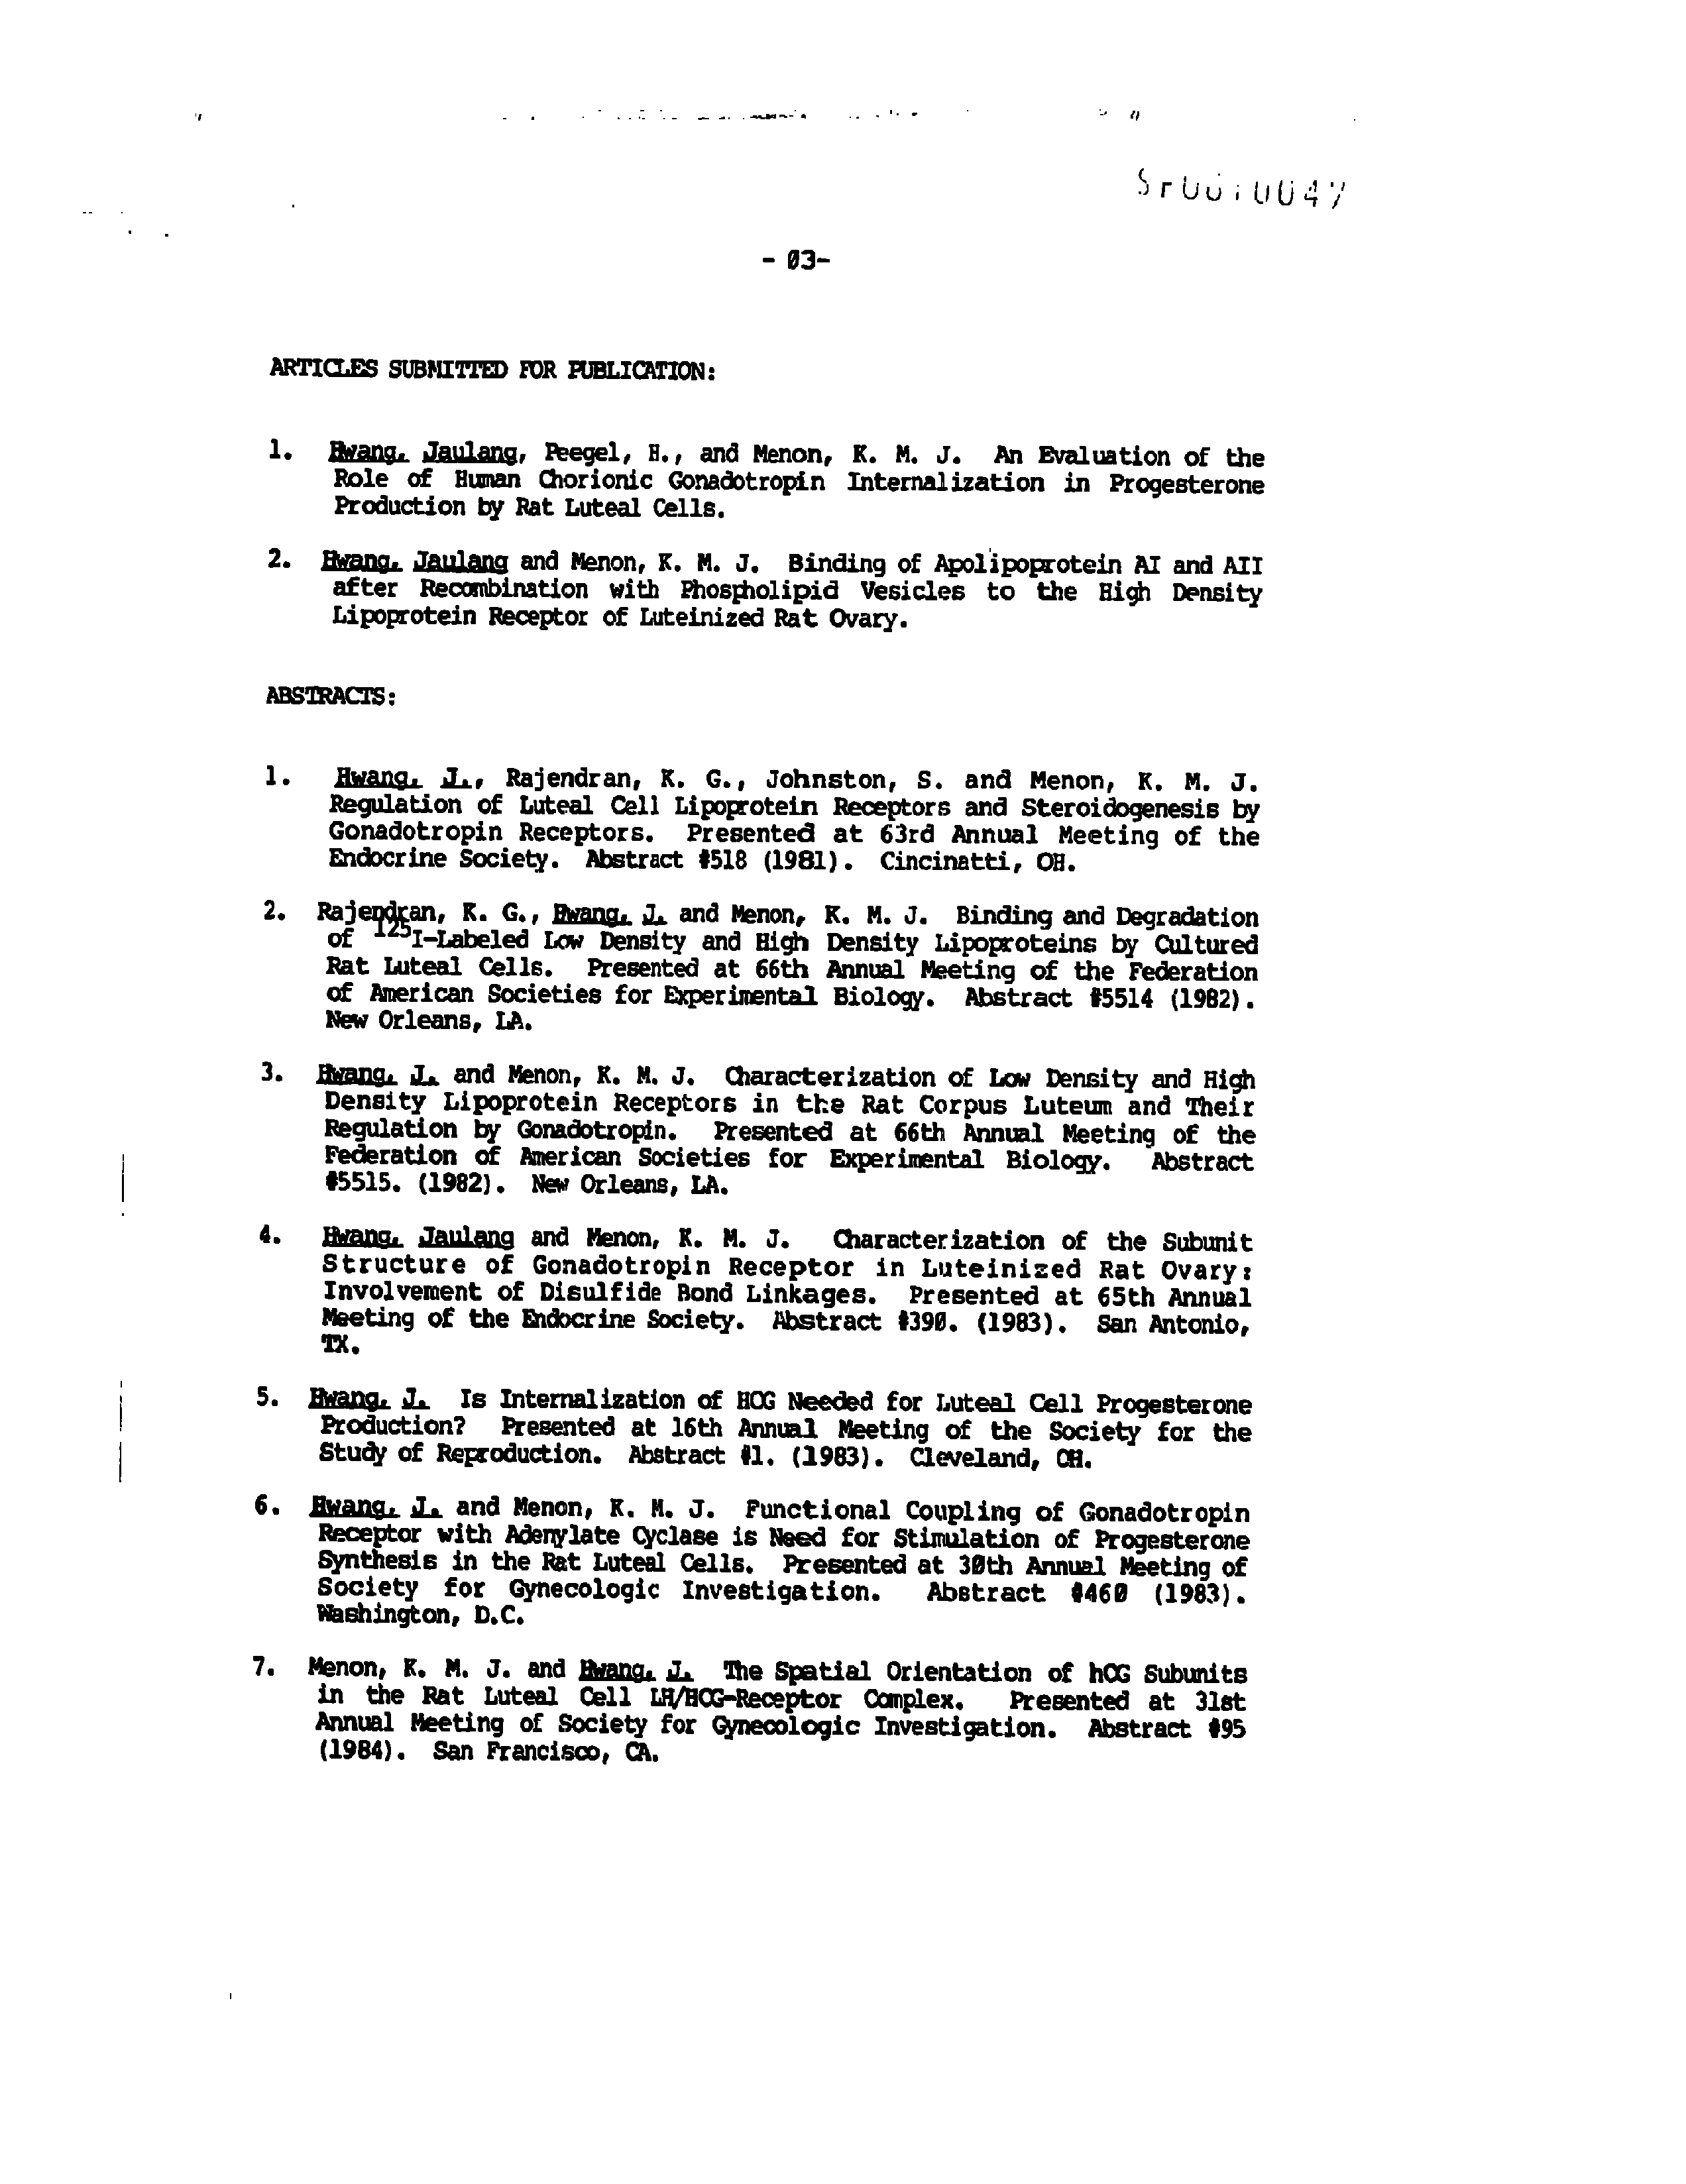 - 03-
ARTICLES SUBMITTED FOR PUBLICATION:
1. Hwang, Jaulang, Peegel, H., and Menon, K. M. J. An Evaluation of the
Role of Human Chorionic Gonadotropin Internalization in Progesterone
Production by Rat Luteal Cells.
2. Hwang, Jaulang and Menon, K. M. J. Binding of Apolipoprotein AI and AII
after Recombination with Phospholipid Vesicles to the High Density
Lipoprotein Receptor of Luteinized Rat Ovary.
ABSTRACTS:
1. Hwang, J., Rajendran, K. G., Johnston, S. and Menon, K. M. J.
Regulation of Luteal Cell Lipoprotein Receptors and Steroidogenesis by
Gonadotropin Receptors. Presented at 63rd Annual Meeting of the
Endocrine Society. Abstract #518 (1981). Cincinatti, OH.
2. Rajendran, K. G., Hwang, J. and Menon, K. M. J. Binding and Degradation
of 125I-Labeled Low Density and High Density Lipoproteins by Cultured
Rat Luteal Cells. Presented at 66th Annual Meeting of the Federation
of American Societies for Experimental Biology. Abstract #5514 (1982).
New Orleans, LA.
3. Hwang, J. and Menon, K. M. J. Characterization of Low Density and High
Density Lipoprotein Receptors in the Rat Corpus Luteum and Their
Regulation by Gonadotropin. Presented at 66th Annual Meeting of the
Federation of American Societies for Experimental Biology. Abstract
#5515. (1982). New Orleans, LA.
4. Hwang, Jaulang and Menon, K. M. J. Characterization of the Subunit
Structure of Gonadotropin Receptor in Luteinized Rat Ovary:
Involvement of Disulfide Bond Linkages. Presented at 65th Annual
Meeting of the Endocrine Society. Abstract #390. (1983). San Antonio,
TX.
5. Hwang, J. Is Internalization of HCG Needed for Luteal Cell Progesterone
Production? Presented at 16th Annual Meeting of the Society for the
Study of Reproduction. Abstract #1. (1983). Cleveland, OH.
6. Hwang, J. and Menon, K. M. J. Functional Coupling of Gonadotropin
Receptor with Adenylate Cyclase is Need for Stimulation of Progesterone
Synthesis in the Rat Luteal Cells. Presented at 30th Annual Meeting of
Society for Gynecologic Investigation. Abstract #460 (1983).
Washington, D.C.
7. Menon, K. M. J. and Hwang, J. The Spatial Orientation of hCG Subunits
in the Rat Luteal Cell LH/HCG-Receptor Complex. Presented at 31st
Annual Meeting of Society for Gynecologic Investigation. Abstract #95
(1984). San Francisco, CA.